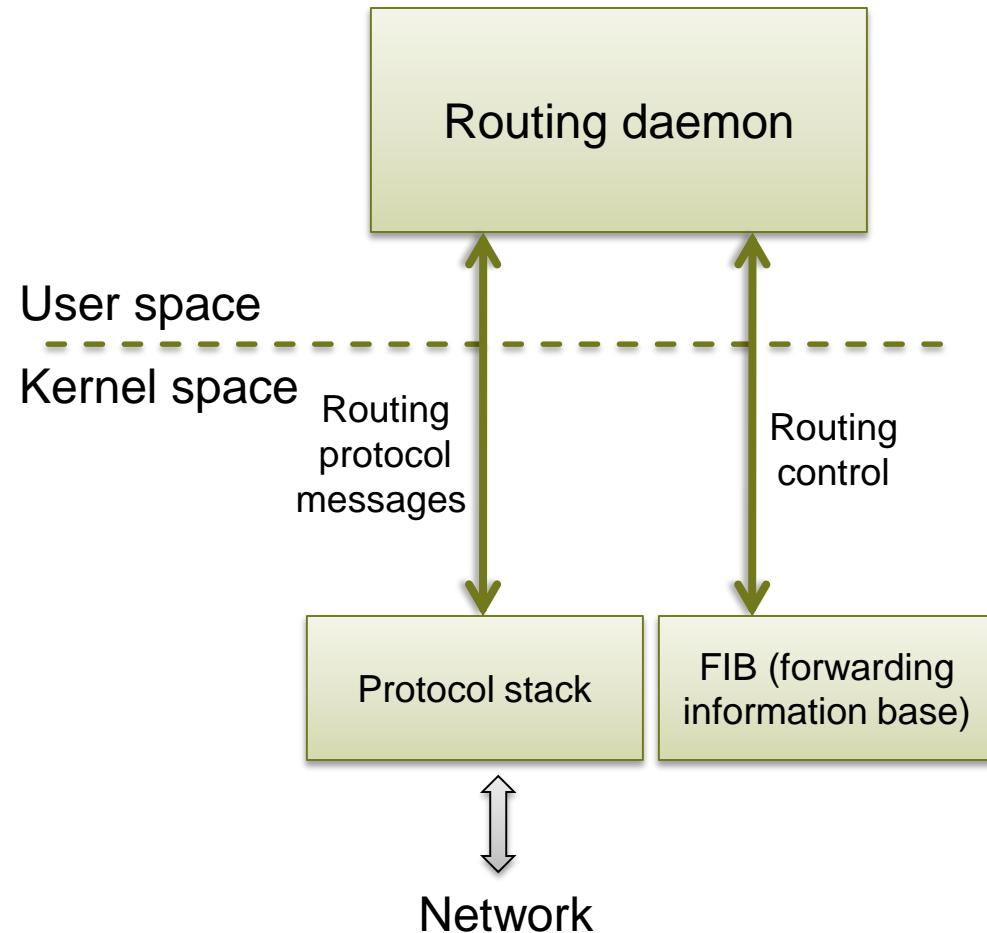 Routing daemon
User space
Kernel space
Routing
protocol
messages
Routing
control
Protocol stack
FIB (forwarding
information base)
Network